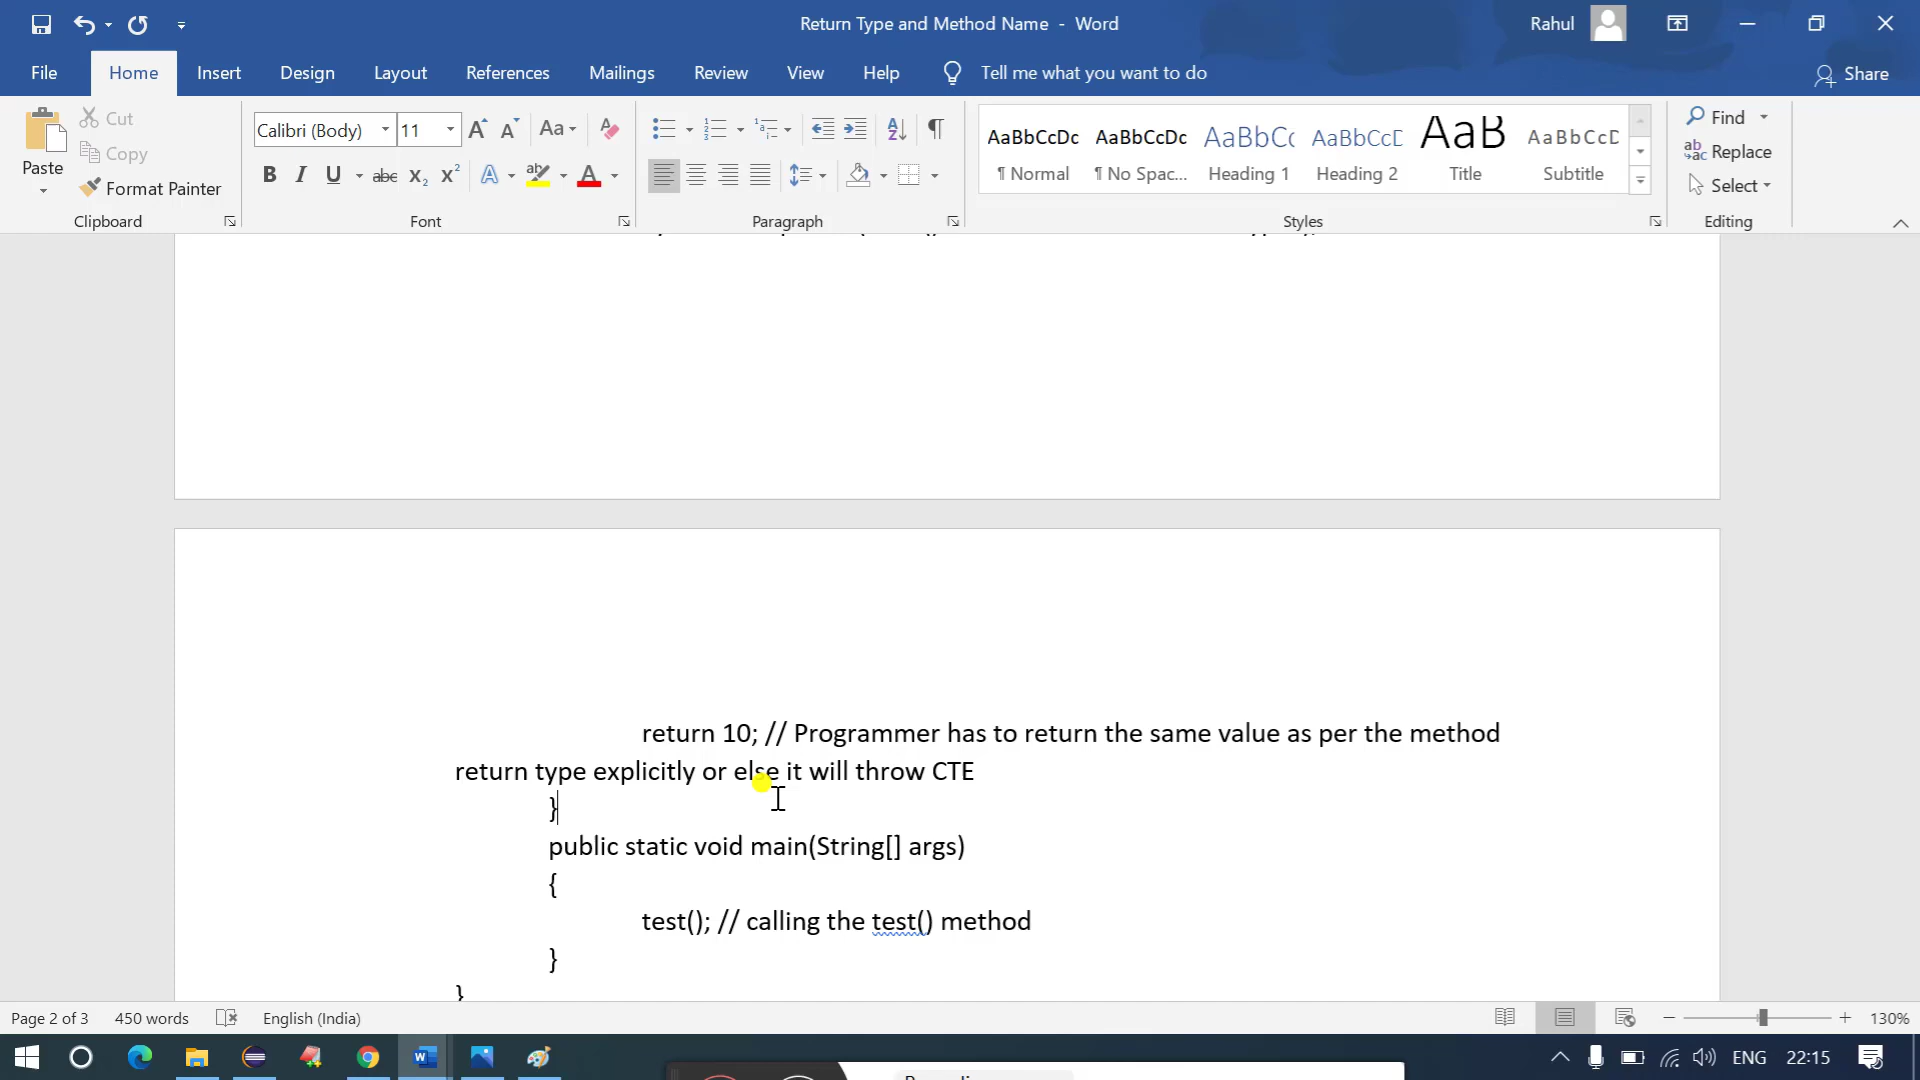 Return Type and Method Name - Word
Rahul
File
Home
Insert
Design
Layout
References
Mailings
Review
View
Help
Tell me what you want to do
Share
Paste
Cut
Copy
Format Painter
Clipboard
Calibri (Body)
11
Font
Paragraph
AaBbCcDc
¶ Normal
AaBbCcDc
¶ No Spac...
AaBbCc
Heading 1
AaBbCcD
Heading 2
AaB
Title
AaBbCcD
Subtitle
Styles
Find
Replace
Select
Editing
return 10; // Programmer has to return the same value as per the method
return type explicitly or else it will throw CTE
}
public static void main(String[] args)
{
test(); // calling the test() method
}
}
Page 2 of 3
450 words
English (India)
130%
ENG
22:15